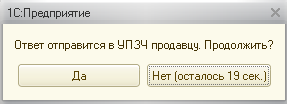 1С:Предприятие
Ответ отправится в УПЗЧ продавцу. Продолжить?
Да
Нет (осталось 19 сек.)